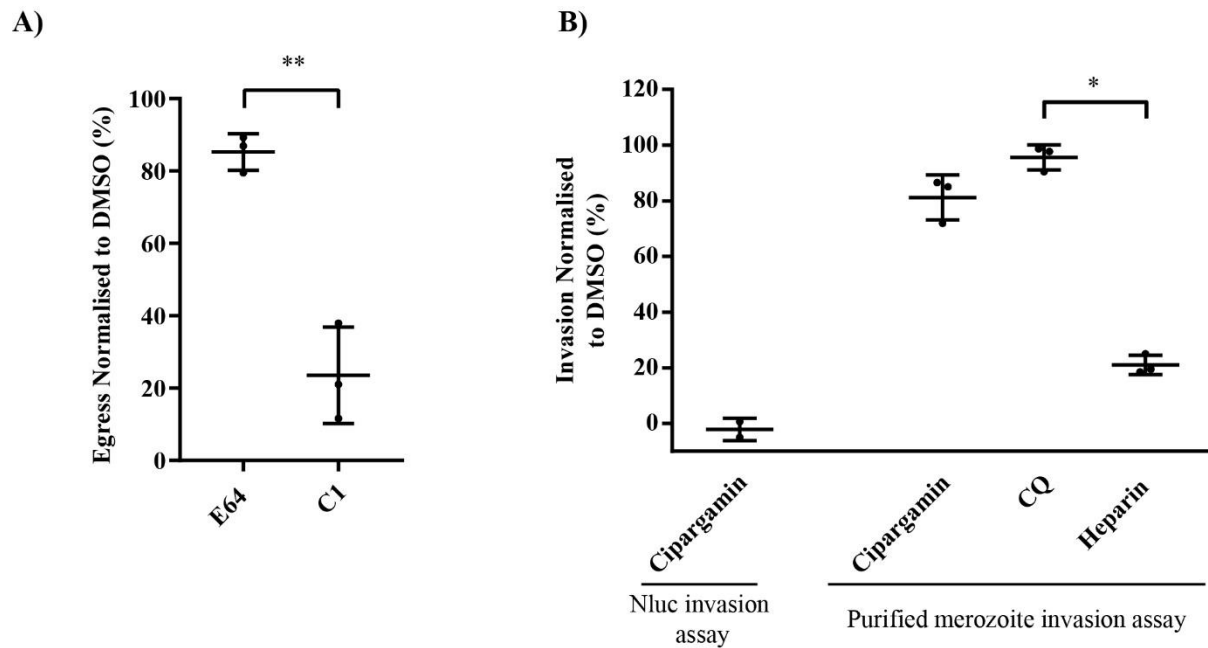 A)
**
Egress Normalised to DMSO (%)
100
80
60
40
20
0
E64
C1
B)
*
Invasion Normalised
to DMSO (%)
120
100
80
60
40
20
0
Cipargamin
Cipargamin
CQ
Heparin
Nluc invasion
assay
Purified merozoite invasion assay